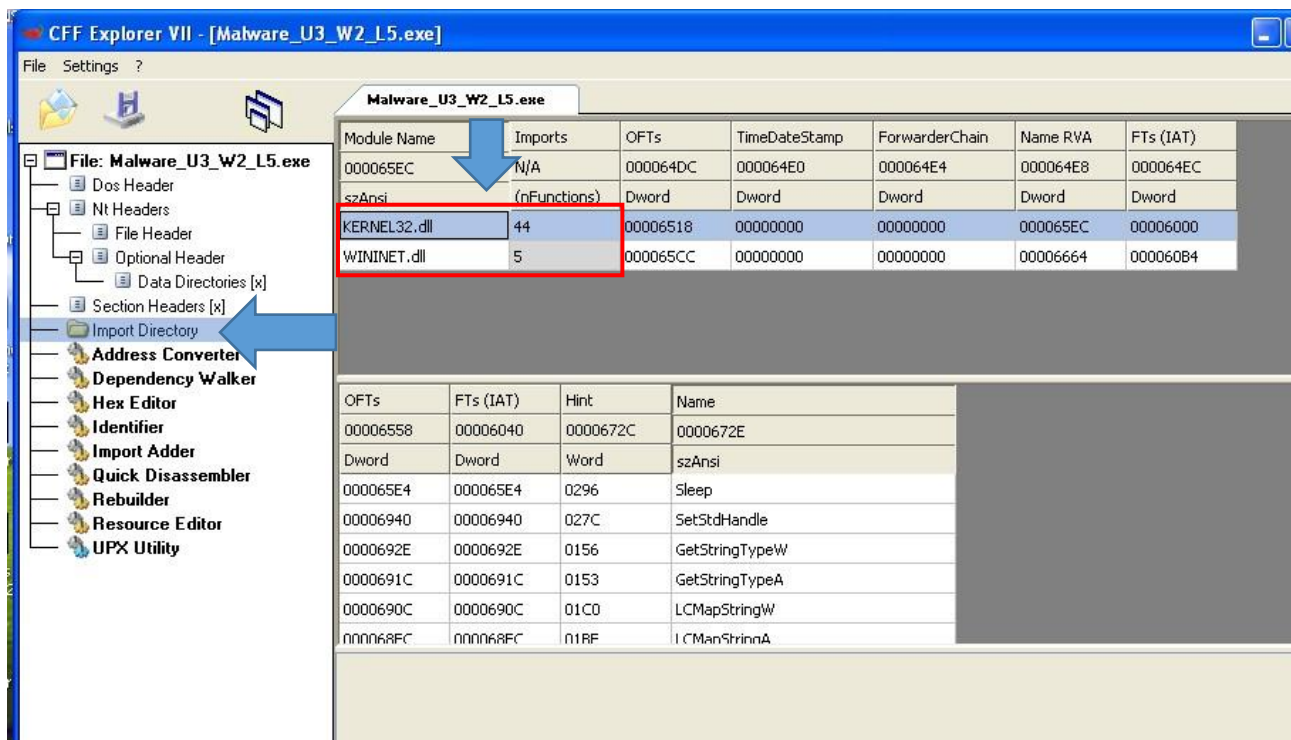 CFF Explorer VII - [Malware_U3_W2_L5.exe]
File Settings ?
Malware_U3_W2_L5.exe
File: Malware_U3_W2_L5.exe
Dos Header
Nt Headers
File Header
Optional Header
Data Directories [x]
Section Headers [x]
Import Directory
Address Converter
Dependency Walker
Hex Editor
Identifier
Import Adder
Quick Disassembler
Rebuilder
Resource Editor
UPX Utility
Module Name Imports OFTs TimeDateStamp ForwarderChain Name RVA FTs (IAT)
000065EC N/A 000064DC 000064E0 000064E4 000064E8 000064EC
szAnsi (nFunctions) Dword Dword Dword Dword Dword
KERNEL32.dll 44 00006518 00000000 00000000 000065EC 00006000
WININET.dll 5 000065CC 00000000 00000000 00006664 000060B4
OFTs FTs (IAT) Hint Name
00006558 00006040 0000672C 0000672E
Dword Dword Word szAnsi
000065E4 000065E4 0296 Sleep
00006940 00006940 027C SetStdHandle
0000692E 0000692E 0156 GetStringTypeW
0000691C 0000691C 0153 GetStringTypeA
0000690C 0000690C 01C0 LCMapStringW
000068FC 000068FC 01BF LCMapStringA